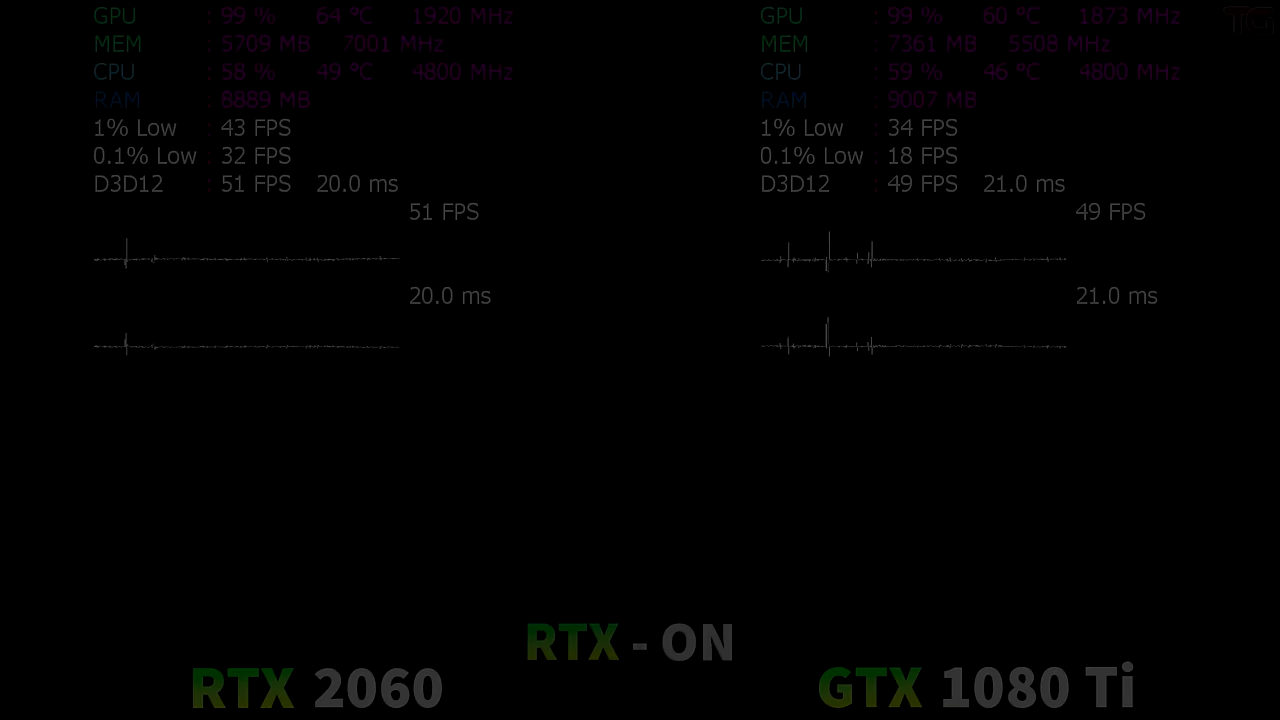 GPU : 99 % 64 °C 1920 MHz
MEM : 5709 MB 7001 MHz
CPU : 58 % 49 °C 4800 MHz
RAM : 8889 MB
1% Low : 43 FPS
0.1% Low : 32 FPS
D3D12 : 51 FPS 20.0 ms
51 FPS
20.0 ms
GPU : 99 % 60 °C 1873 MHz
MEM : 7361 MB 5508 MHz
CPU : 59 % 46 °C 4800 MHz
RAM : 9007 MB
1% Low : 34 FPS
0.1% Low : 18 FPS
D3D12 : 49 FPS 21.0 ms
49 FPS
21.0 ms
TG
RTX - ON
RTX 2060
GTX 1080 Ti